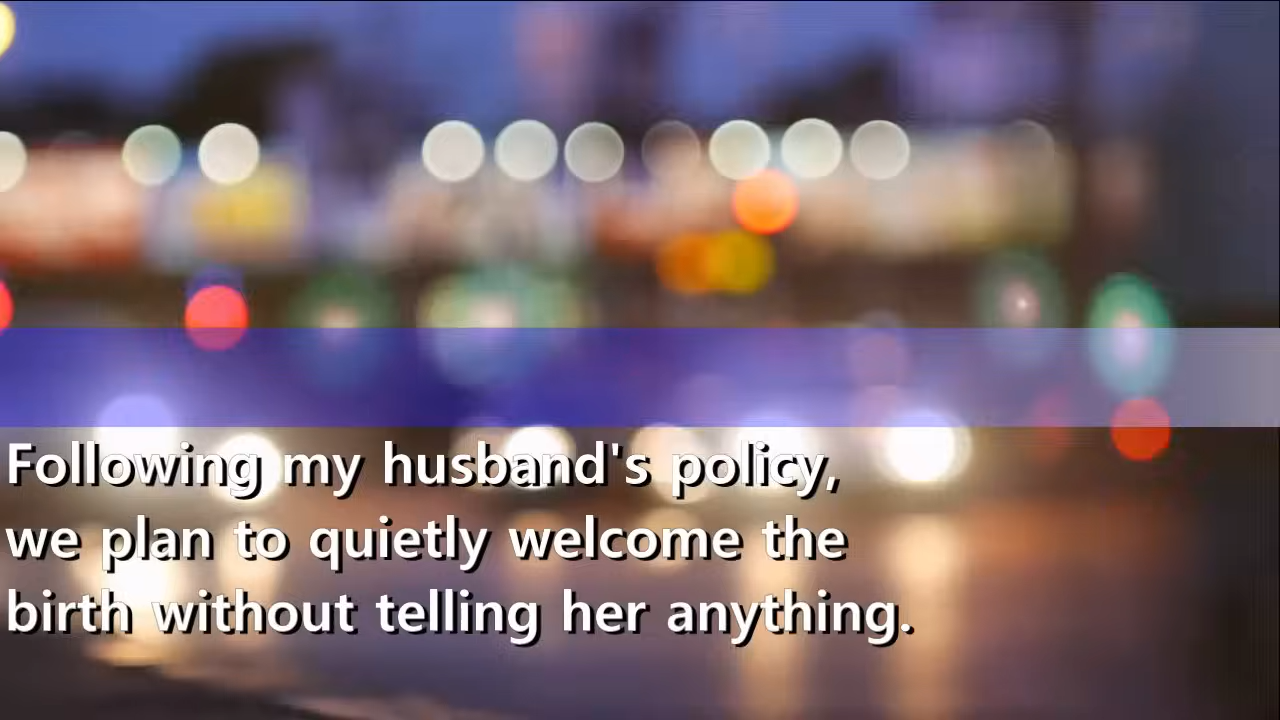 Following my husband's policy,
we plan to quietly welcome the
birth without telling her anything.